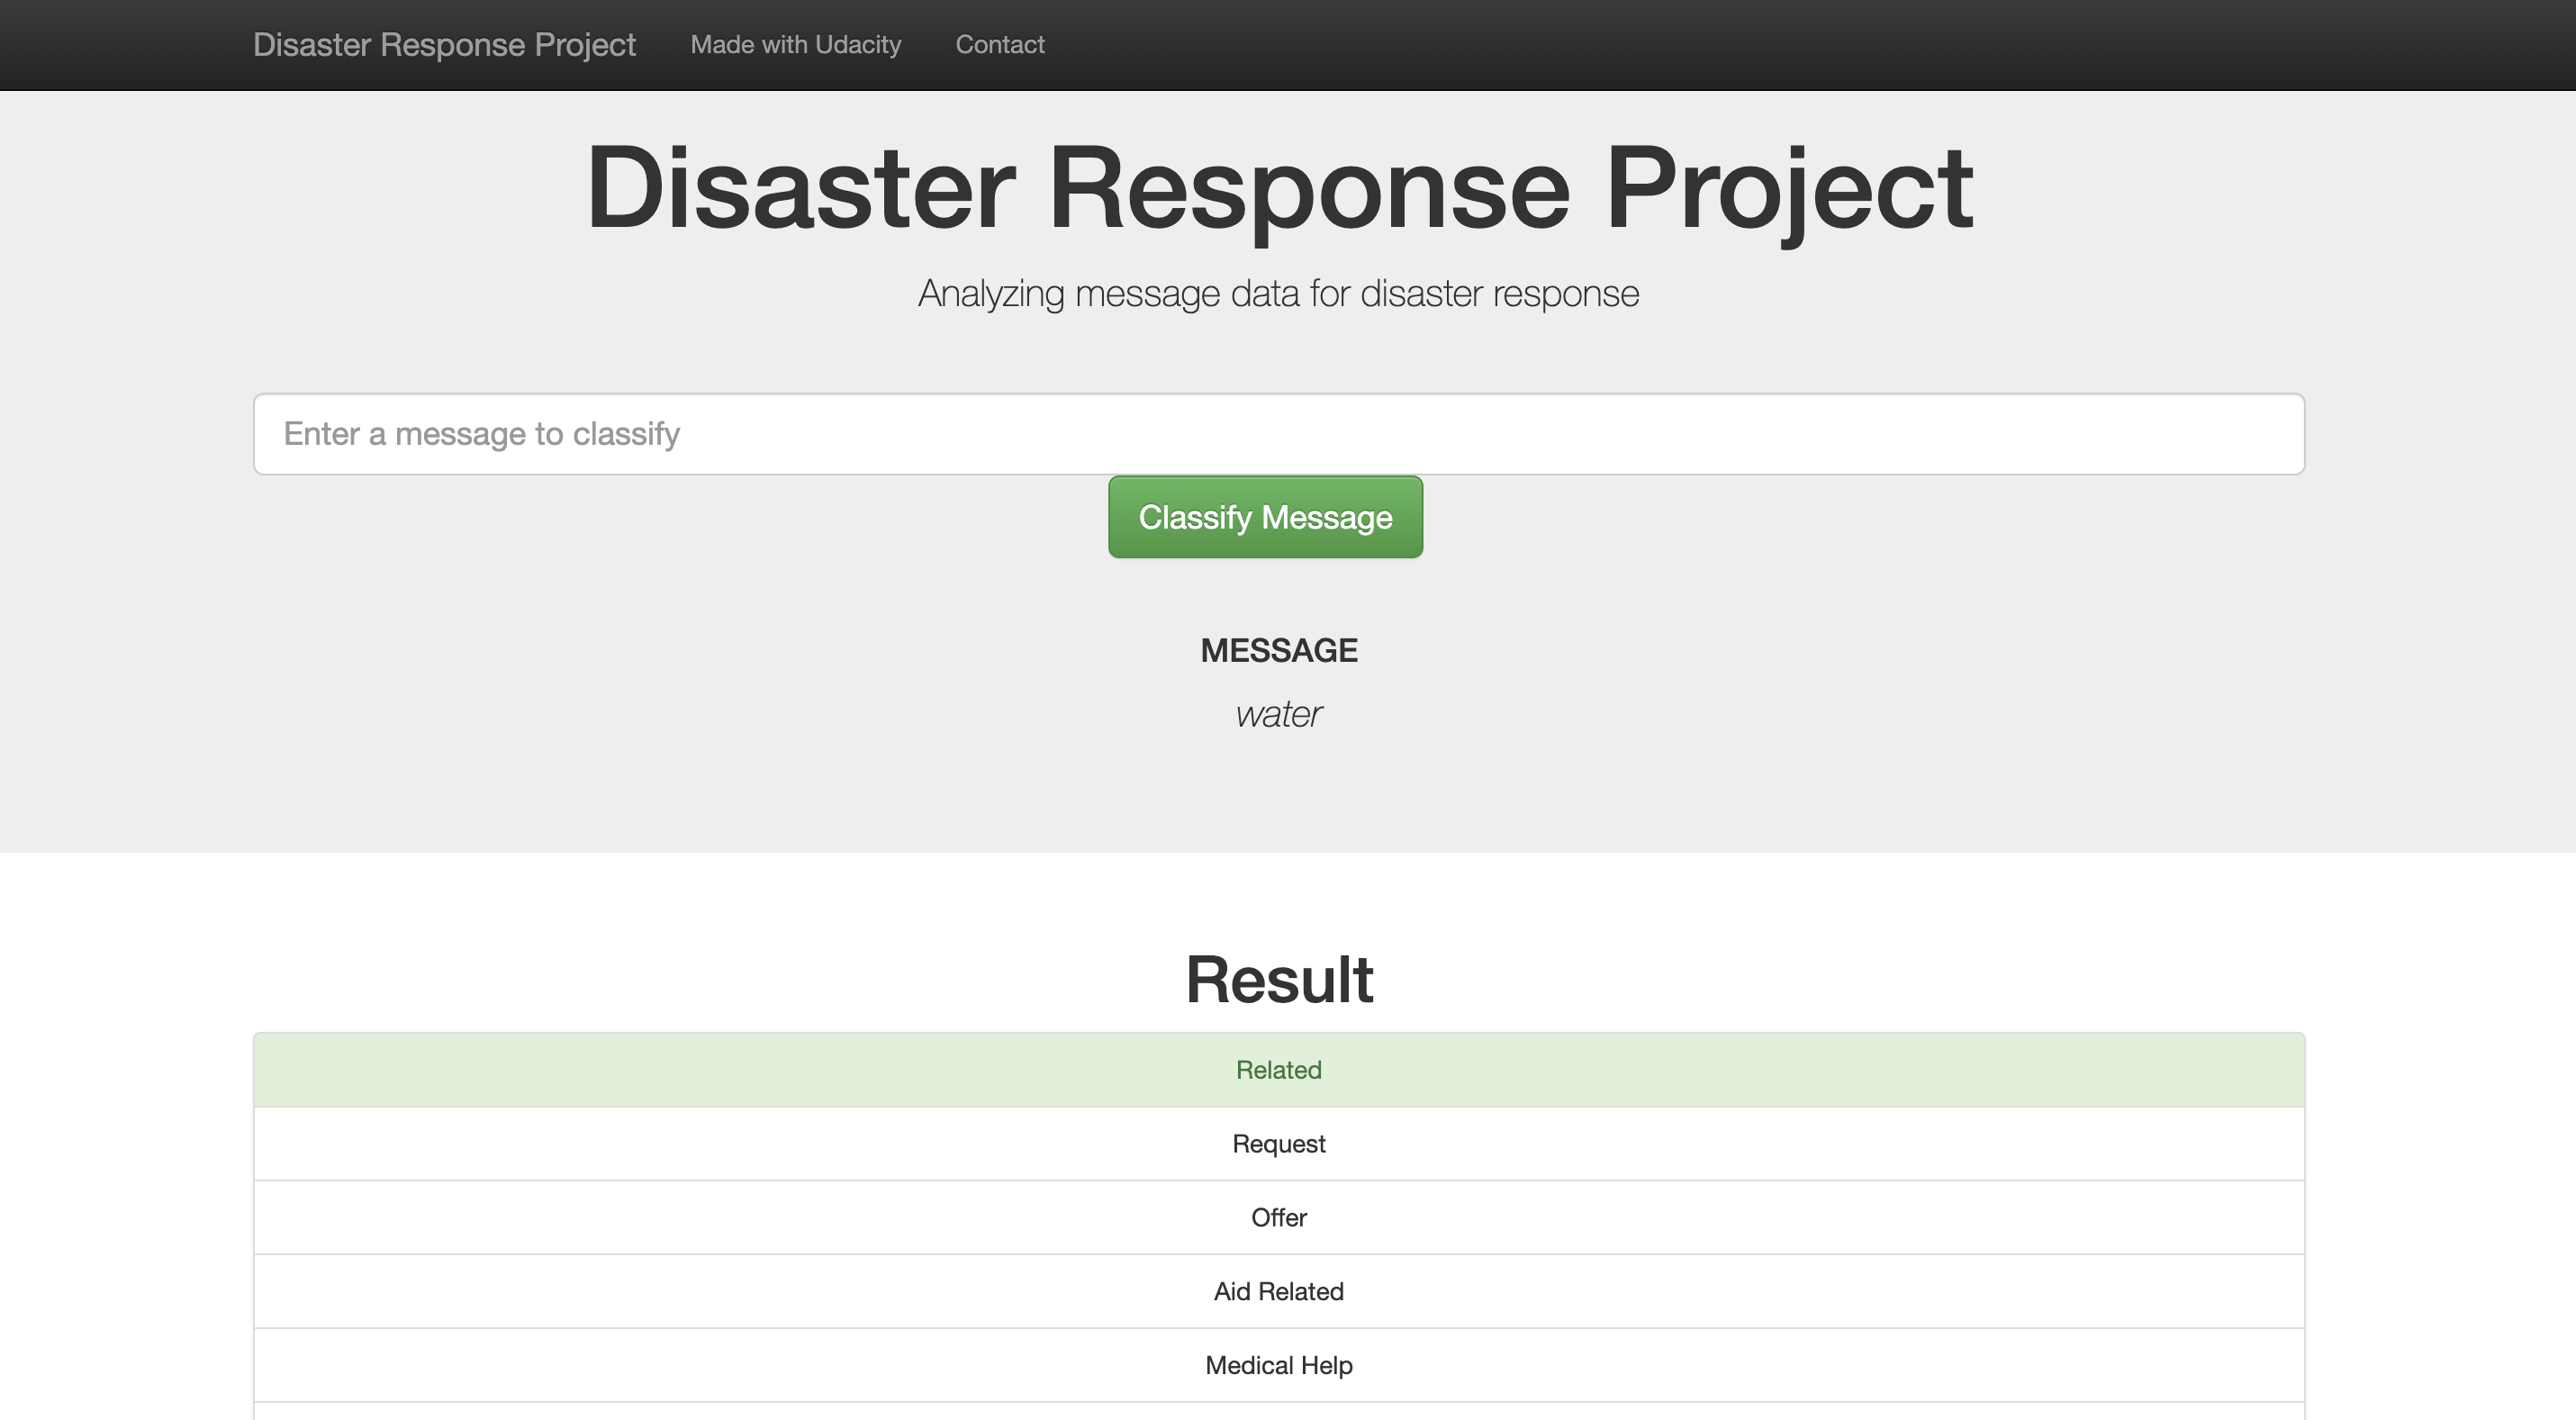 Disaster Response Project Made with Udacity Contact
Disaster Response Project
Analyzing message data for disaster response
Enter a message to classify
Classify Message
MESSAGE
water
Result
Related
Request
Offer
Aid Related
Medical Help